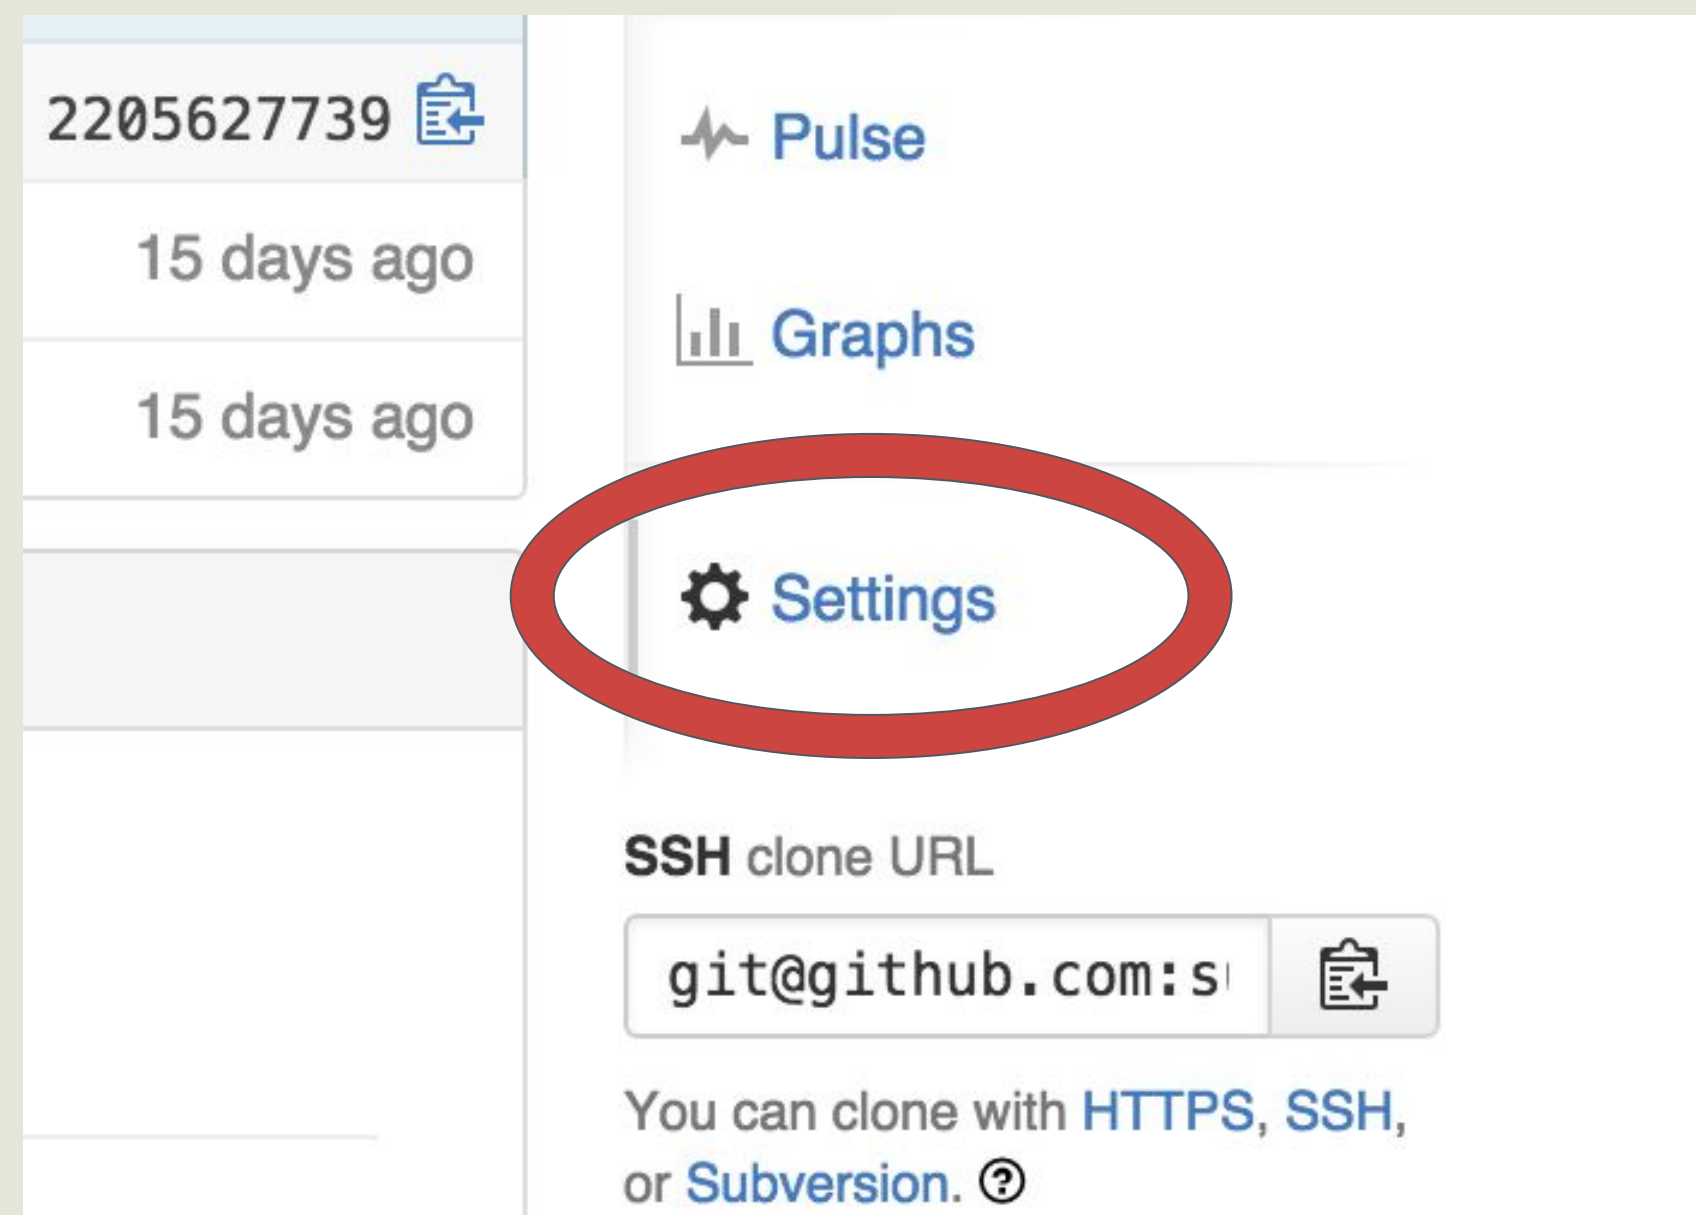 2205627739
15 days ago
15 days ago
Pulse
Graphs
Settings
SSH clone URL
git@github.com:s
You can clone with HTTPS, SSH,
or Subversion.